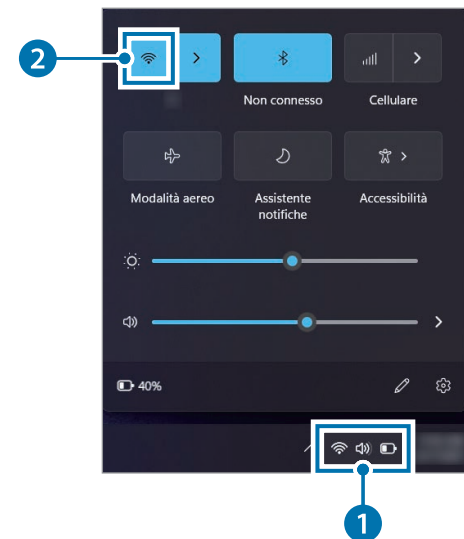 2
Non connesso
Cellulare
Modalità aereo
Assistente
notifiche
Accessibilità
40%
1